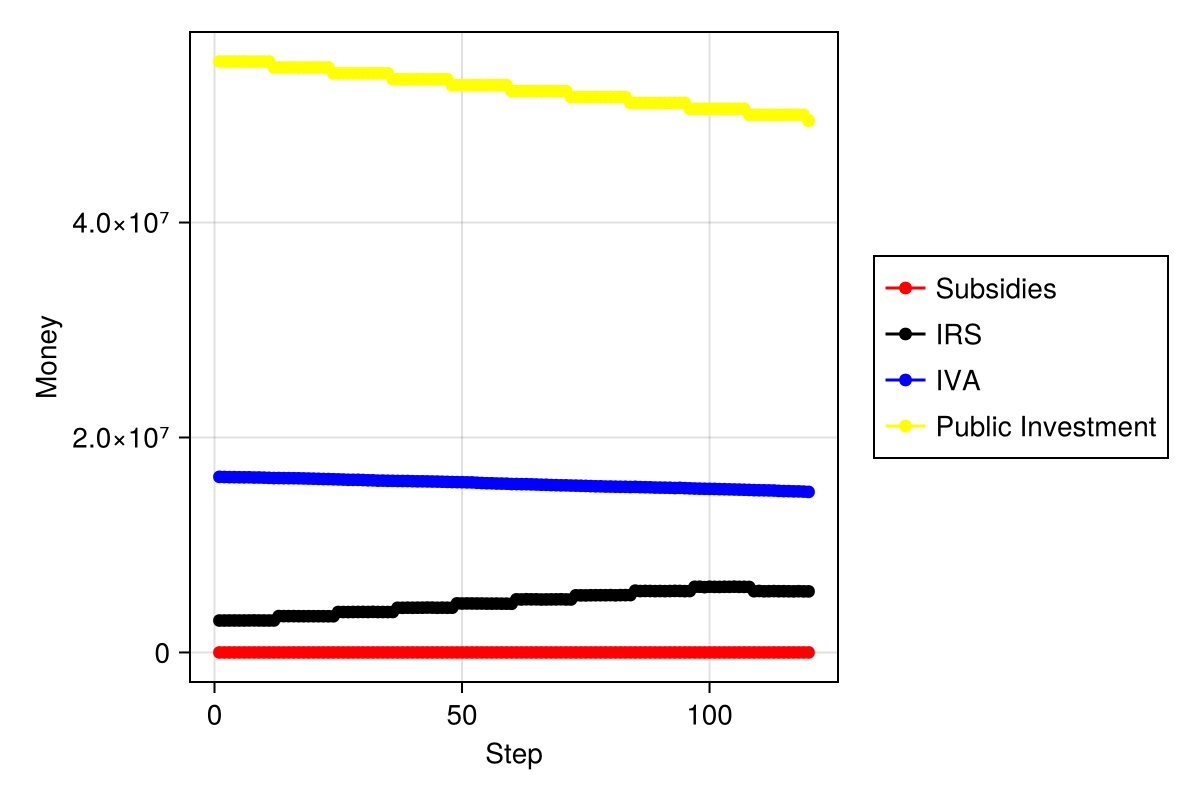 4.0×10⁷
2.0×10⁷
0
Money
0
50
100
Step
Subsidies
IRS
IVA
Public Investment